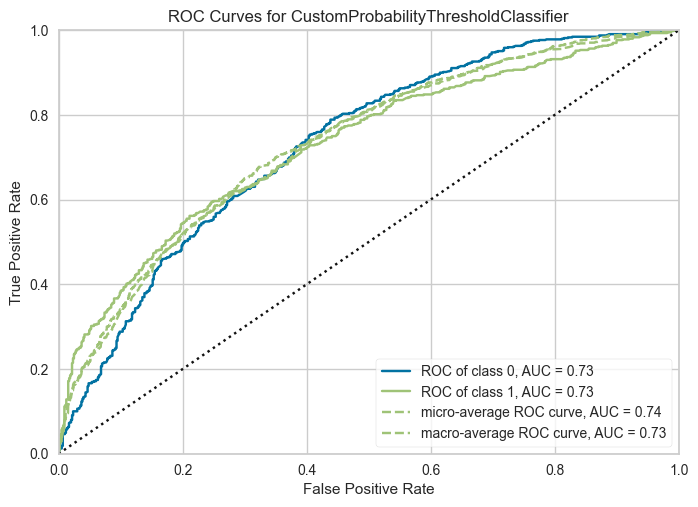 ROC Curves for CustomProbabilityThresholdClassifier
1.0
0.8
0.6
0.4
0.2
0.0
True Positive Rate
ROC of class 0, AUC = 0.73
ROC of class 1, AUC = 0.73
micro-average ROC curve, AUC = 0.74
macro-average ROC curve, AUC = 0.73
0.0 0.2 0.4 0.6 0.8 1.0
False Positive Rate